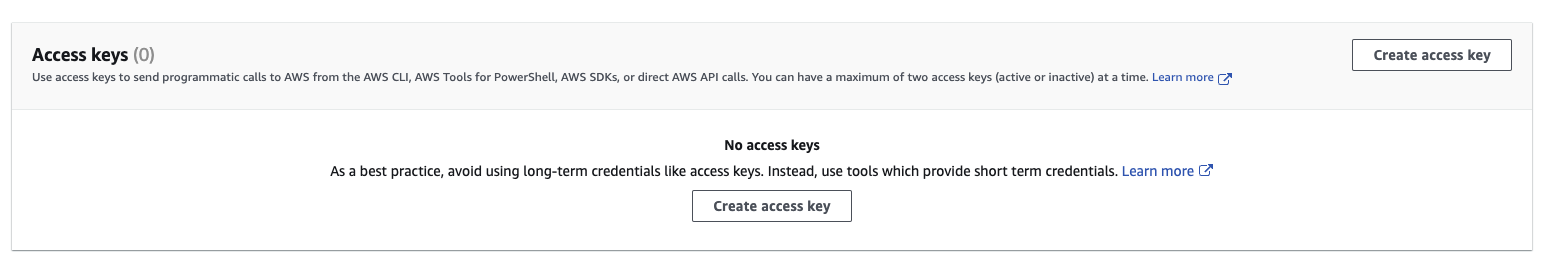 Access keys (0)
Create access key
Use access keys to send programmatic calls to AWS from the AWS CLI, AWS Tools for PowerShell, AWS SDKs, or direct AWS API calls. You can have a maximum of two access keys (active or inactive) at a time. Learn more
No access keys
As a best practice, avoid using long-term credentials like access keys. Instead, use tools which provide short term credentials. Learn more
Create access key